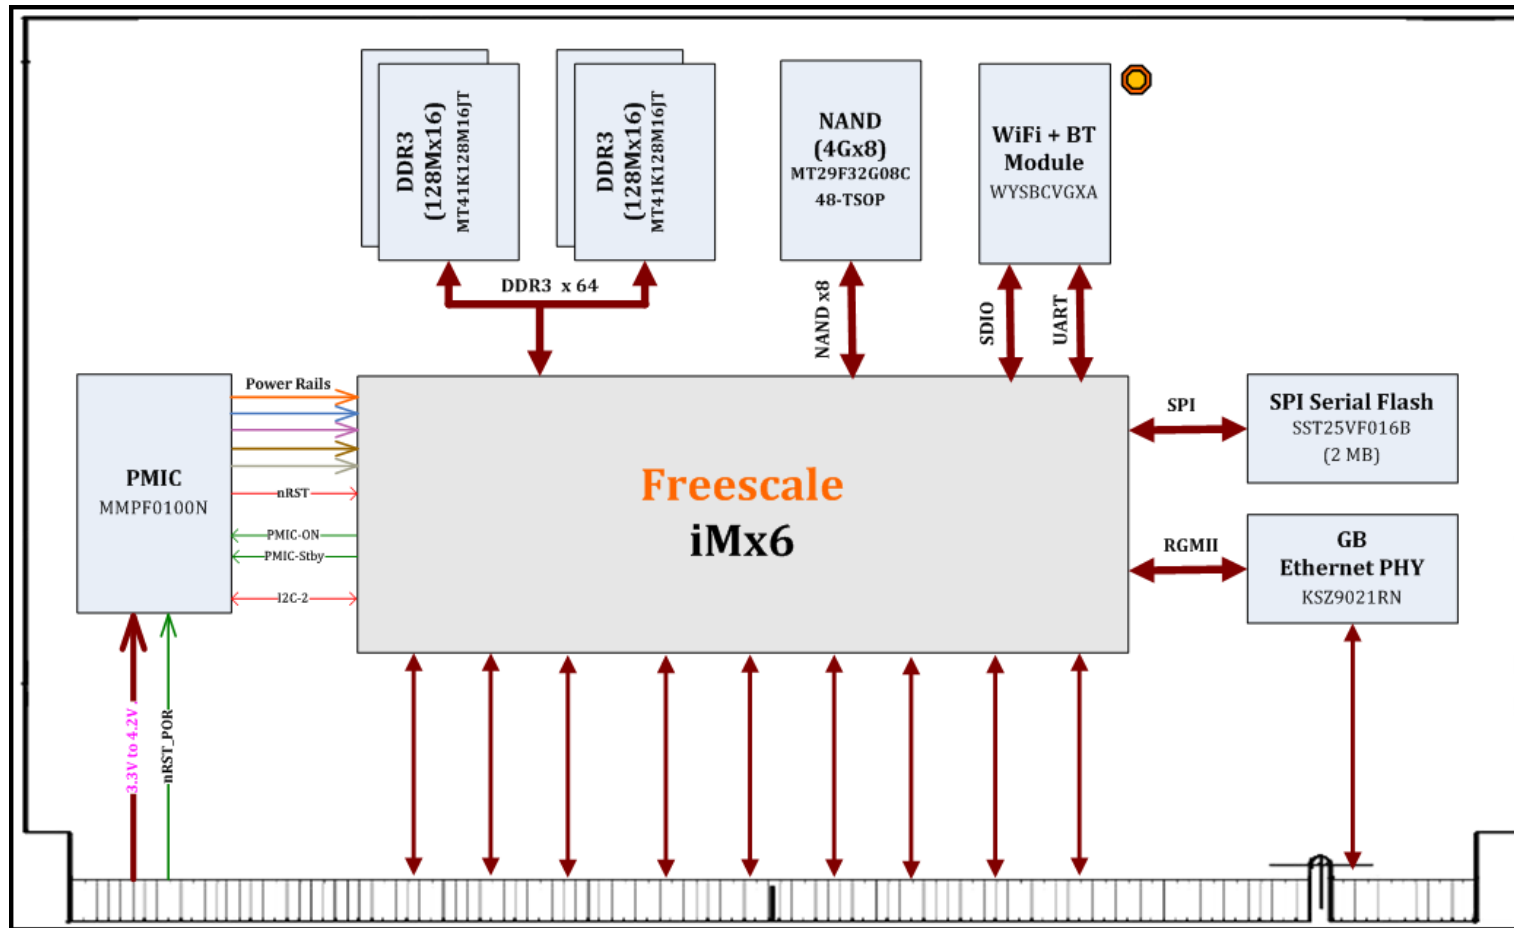 DDR3
(128Mx16)
MT41K128M16JT
DDR3
(128Mx16)
MT41K128M16JT
NAND
(4Gx8)
MT29F32G08C
48-TSOP
WiFi + BT
Module
WYSBCVGXA
DDR3 x 64
NAND x8
SDIO
UART
Power Rails
PMIC
MMPF0100N
nRST
PMIC-ON
PMIC-Stby
I2C-2
Freescale
iMx6
SPI
SPI Serial Flash
SST25VF016B
(2 MB)
RGMII
GB
Ethernet PHY
KSZ9021RN
3.3V to 4.2V
nRST_POR